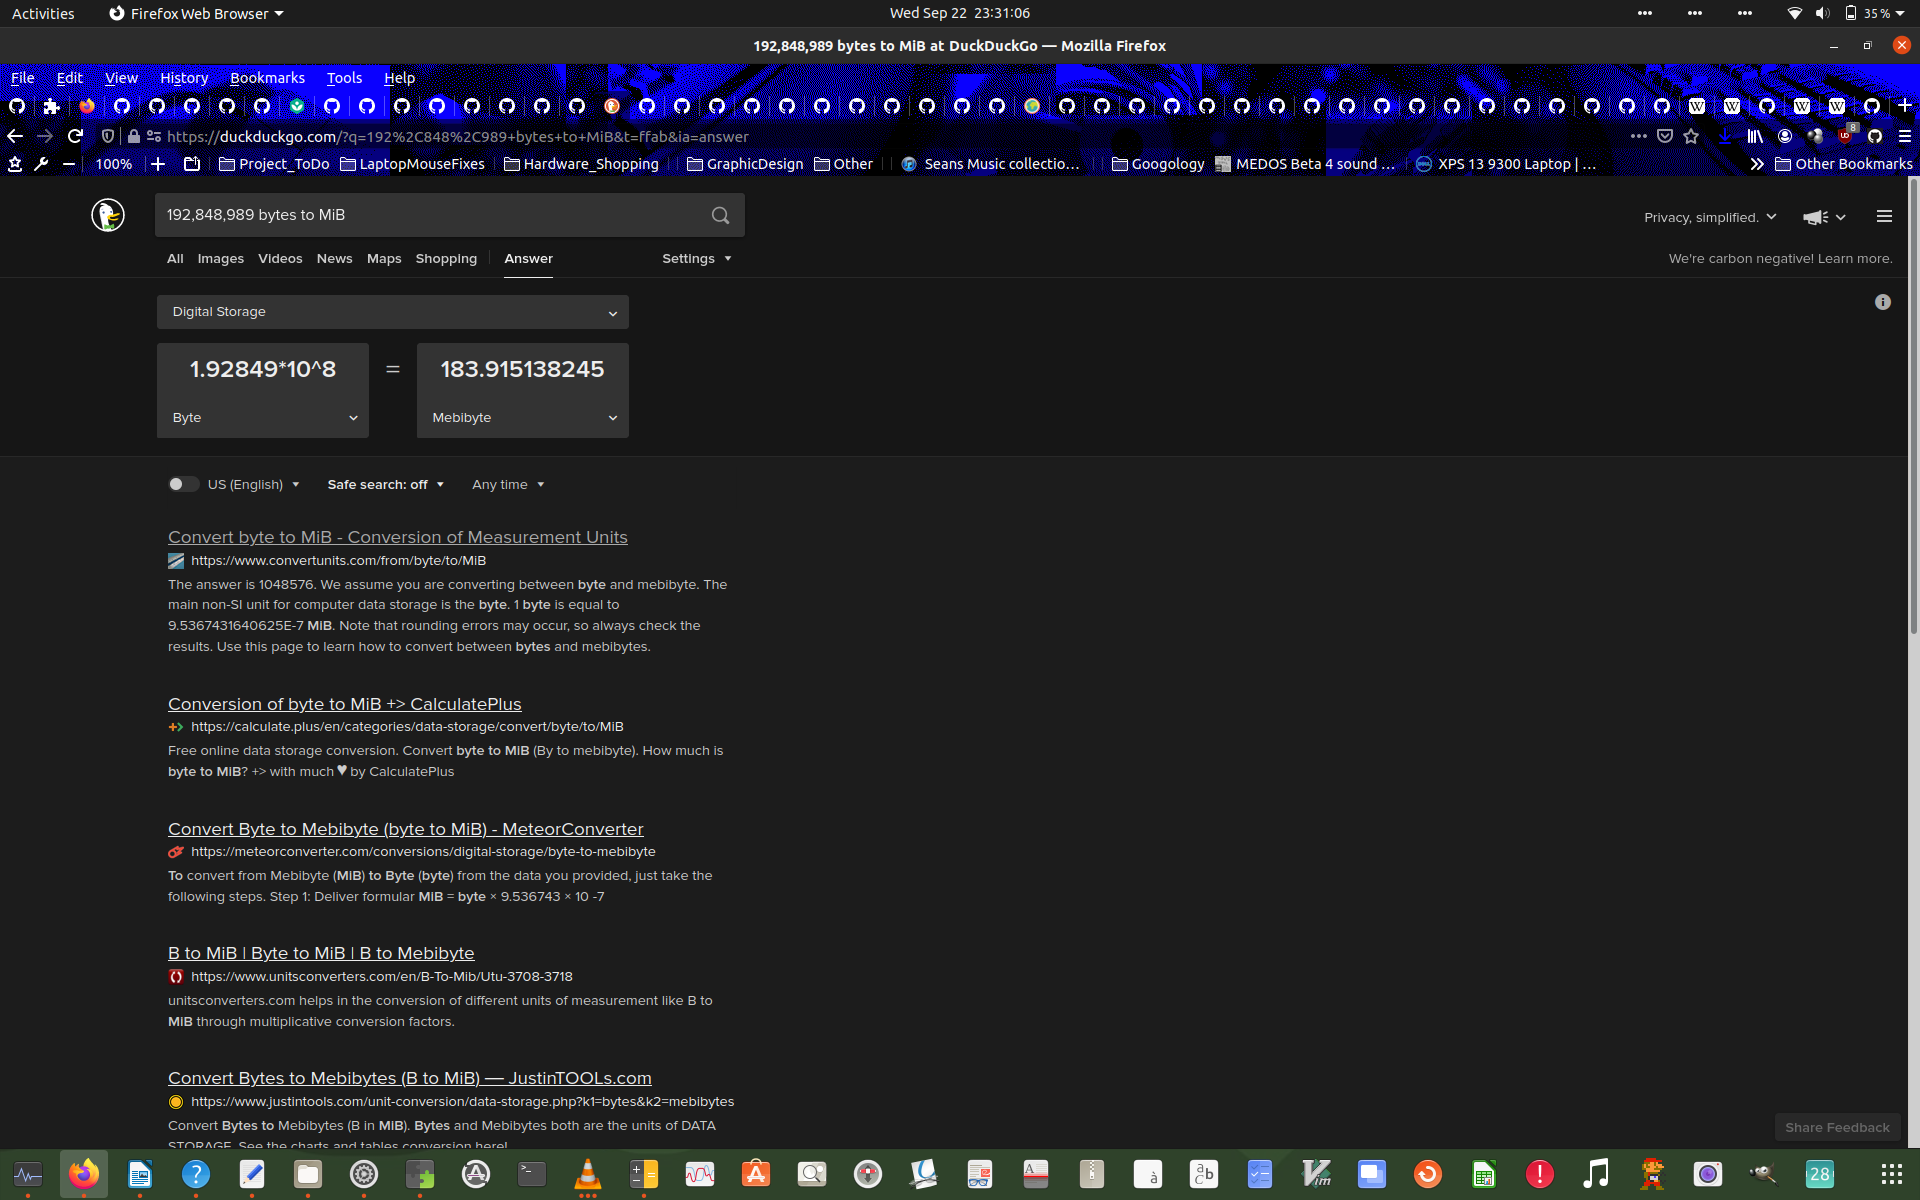 Activities
Firefox Web Browser
Wed Sep 22 23:31:06
35 %
192,848,989 bytes to MiB at DuckDuckGo — Mozilla Firefox
File Edit View History Bookmarks Tools Help
https://duckduckgo.com/?q=192%2C848%2C989+bytes+to+MiB&t=ffab&ia=answer
8
100%
Project_ToDo
LaptopMouseFixes
Hardware_Shopping
GraphicDesign
Other
Seans Music collectio…
Googology
MEDOS Beta 4 sound …
XPS 13 9300 Laptop | …
Other Bookmarks
192,848,989 bytes to MiB
Privacy, simplified.
All Images Videos News Maps Shopping Answer Settings
We're carbon negative! Learn more.
Digital Storage
1.92849*10^8 = 183.915138245
Byte Mebibyte
US (English) Safe search: off Any time
Convert byte to MiB - Conversion of Measurement Units
https://www.convertunits.com/from/byte/to/MiB
The answer is 1048576. We assume you are converting between byte and mebibyte. The
main non-SI unit for computer data storage is the byte. 1 byte is equal to
9.5367431640625E-7 MiB. Note that rounding errors may occur, so always check the
results. Use this page to learn how to convert between bytes and mebibytes.
Conversion of byte to MiB +> CalculatePlus
https://calculate.plus/en/categories/data-storage/convert/byte/to/MiB
Free online data storage conversion. Convert byte to MiB (By to mebibyte). How much is
byte to MiB? +> with much ♥ by CalculatePlus
Convert Byte to Mebibyte (byte to MiB) - MeteorConverter
https://meteorconverter.com/conversions/digital-storage/byte-to-mebibyte
To convert from Mebibyte (MiB) to Byte (byte) from the data you provided, just take the
following steps. Step 1: Deliver formular MiB = byte × 9.536743 × 10 -7
B to MiB | Byte to MiB | B to Mebibyte
https://www.unitsconverters.com/en/B-To-Mib/Utu-3708-3718
unitsconverters.com helps in the conversion of different units of measurement like B to
MiB through multiplicative conversion factors.
Convert Bytes to Mebibytes (B to MiB) — JustinTOOLs.com
https://www.justintools.com/unit-conversion/data-storage.php?k1=bytes&k2=mebibytes
Convert Bytes to Mebibytes (B in MiB). Bytes and Mebibytes both are the units of DATA
STORAGE. See the charts and tables conversion here!
Share Feedback
28